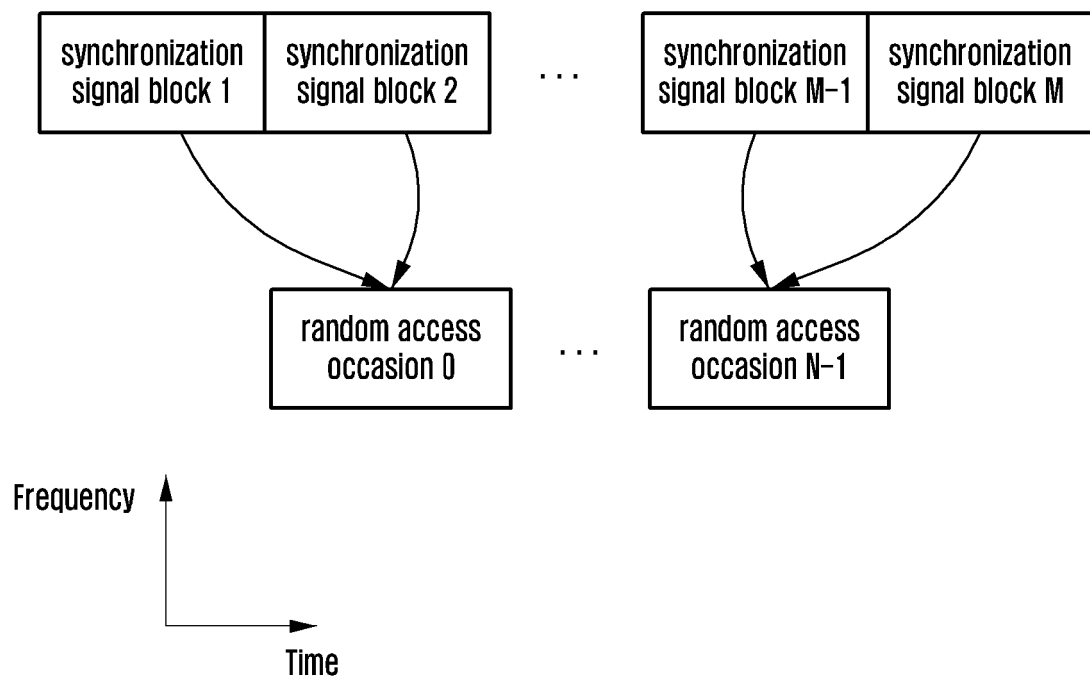 synchronization
signal block 1
synchronization
signal block 2
...
synchronization
signal block M-1
synchronization
signal block M
random access
occasion 0
...
random access
occasion N-1
Frequency
Time